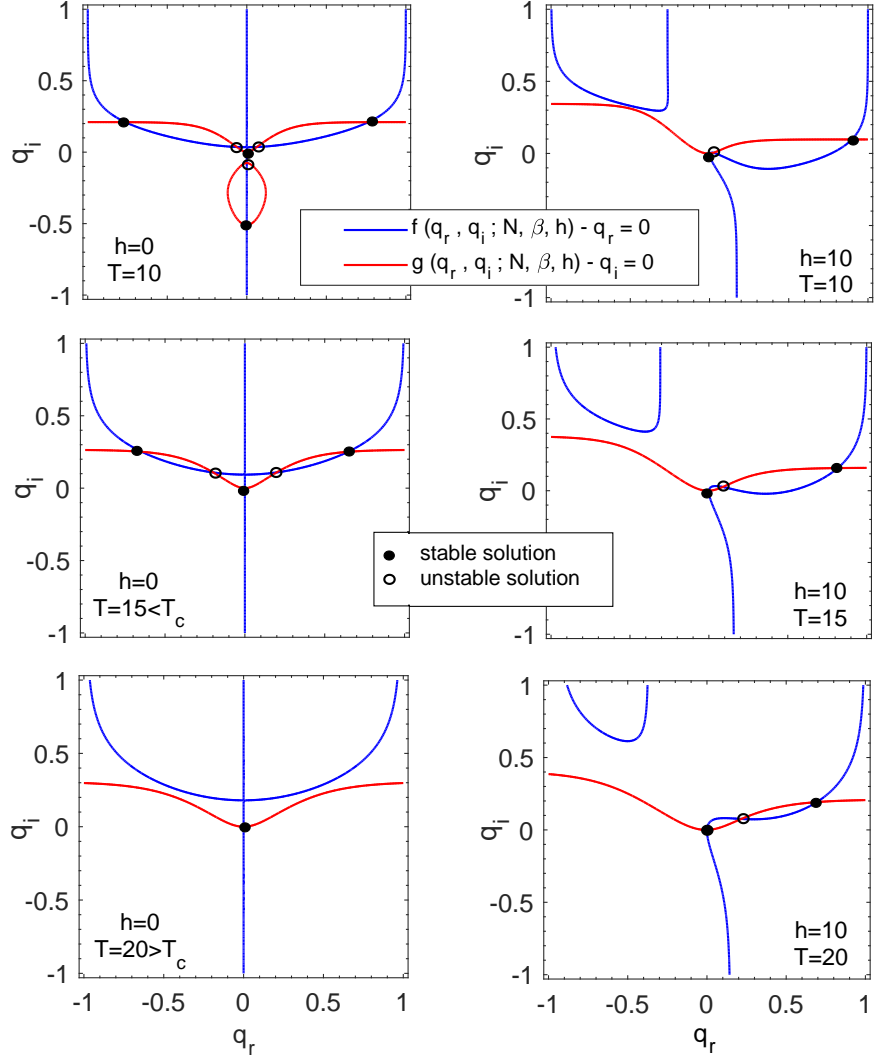 1
0.5
0
-0.5
-1
q_i
h=0
T=10
1
0.5
0
-0.5
-1
q_i
h=10
T=10
f (q_r , q_i ; N, β, h) - q_r = 0
g (q_r , q_i ; N, β, h) - q_i = 0
1
0.5
0
-0.5
-1
q_i
h=0
T=15<T_c
1
0.5
0
-0.5
-1
q_i
h=10
T=15
stable solution
unstable solution
1
0.5
0
-0.5
-1
q_i
h=0
T=20>T_c
-1 -0.5 0 0.5 1
q_r
1
0.5
0
-0.5
-1
q_i
h=10
T=20
-1 -0.5 0 0.5 1
q_r